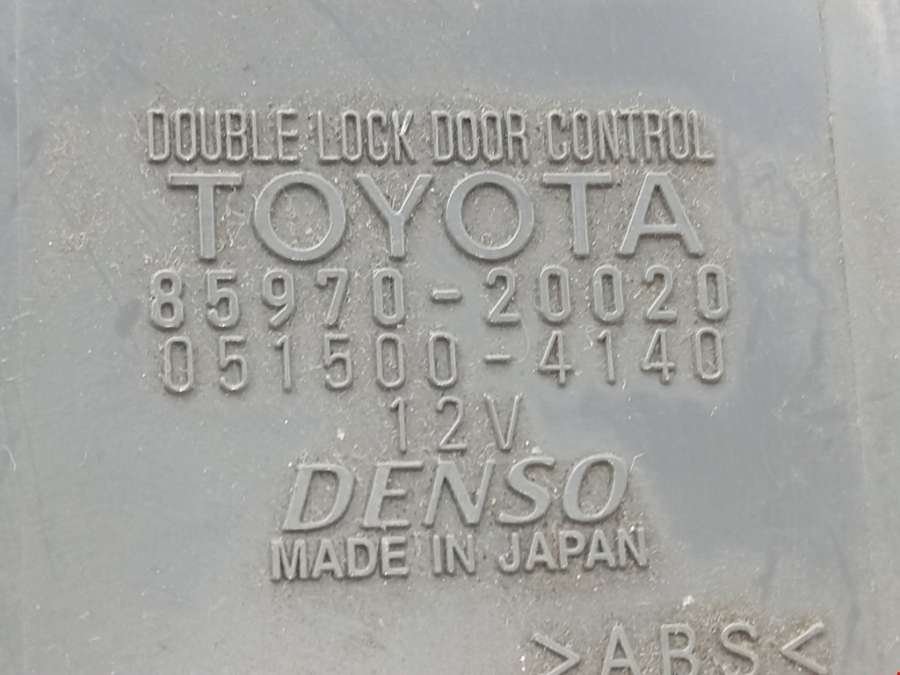 DOUBLE LOCK DOOR CONTROL
TOYOTA
85970-20020
051500-4140
12V
DENSO
MADE IN JAPAN
>ABS<